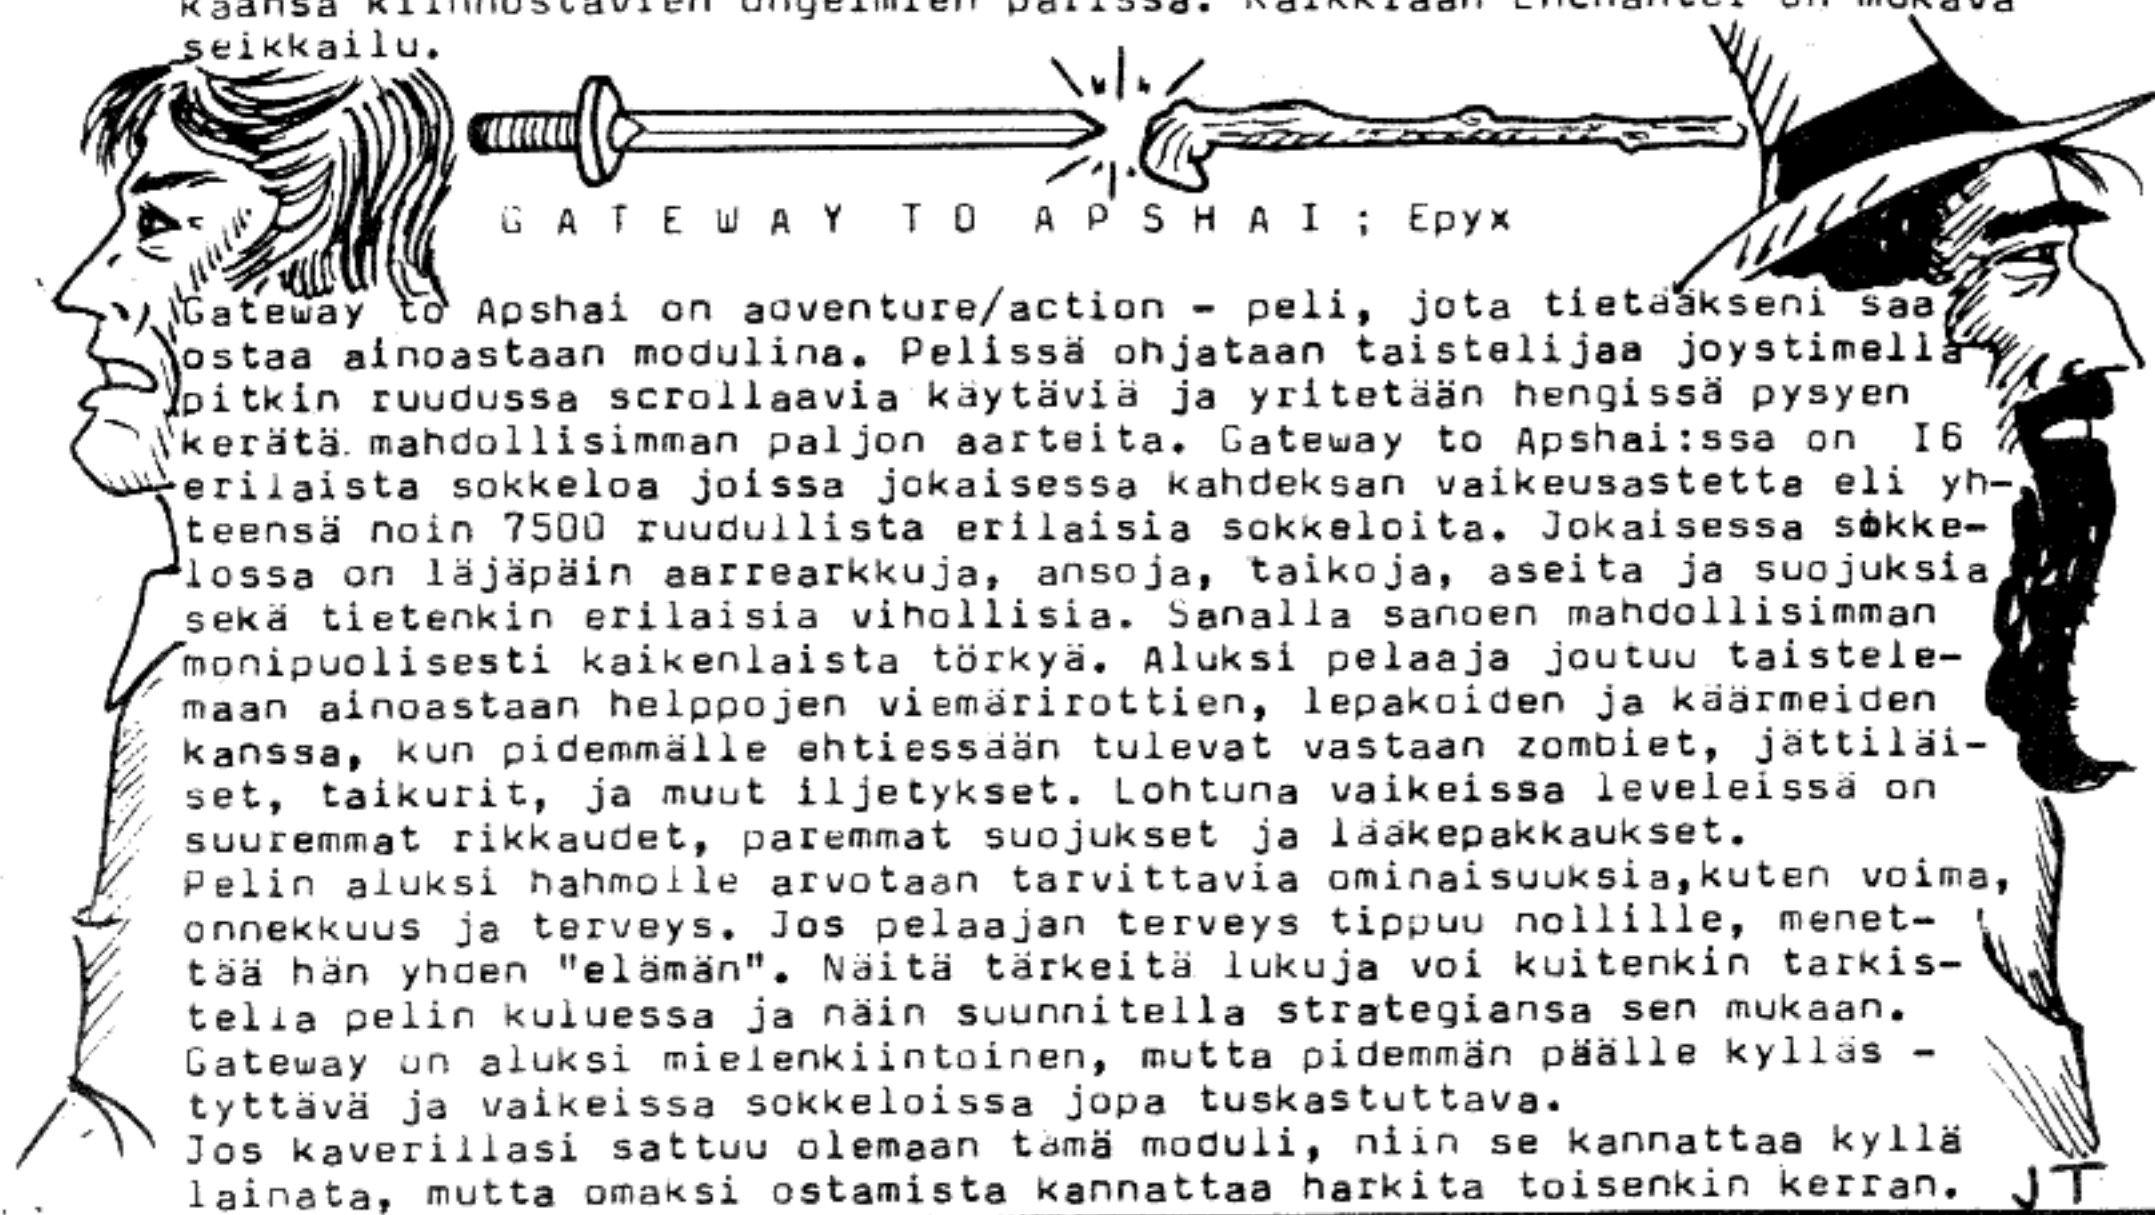 seikkailu.
GATEWAY TO APSHAI; Epyx
Gateway to Apshai on adventure/action - peli, jota tietääkseni saa
ostaa ainoastaan modulina. Pelissä ohjataan taistelijaa joystimella
pitkin ruudussa scrollaavia käytäviä ja yritetään hengissä pysyen
kerätä mahdollisimman paljon aarteita. Gateway to Apshai:ssa on I6
erilaista sokkeloa joissa jokaisessa kahdeksan vaikeusastetta eli yh-
teensä noin 7500 ruudullista erilaisia sokkeloita. Jokaisessa sokke-
lossa on läjäpäin aarrearkkuja, ansoja, taikoja, aseita ja suojuksia
sekä tietenkin erilaisia vihollisia. Sanalla sanoen mahdollisimman
monipuolisesti kaikenlaista törkyä. Aluksi pelaaja joutuu taistele-
maan ainoastaan helppojen viemärirottien, lepakoiden ja käärmeiden
kanssa, kun pidemmälle ehtiessään tulevat vastaan zombiet, jättiläi-
set, taikurit, ja muut iljetykset. Lohtuna vaikeissa leveleissä on
suuremmat rikkaudet, paremmat suojukset ja lääkepakkaukset.
Pelin aluksi hahmolle arvotaan tarvittavia ominaisuuksia,kuten voima,
onnekkuus ja terveys. Jos pelaajan terveys tippuu nollille, menet-
tää hän yhden "elämän". Näitä tärkeitä lukuja voi kuitenkin tarkis-
tella pelin kuluessa ja näin suunnitella strategiansa sen mukaan.
Gateway on aluksi mielenkiintoinen, mutta pidemmän päälle kylläs -
tyttävä ja vaikeissa sokkeloissa jopa tuskastuttava.
Jos kaverillasi sattuu olemaan tämä moduli, niin se kannattaa kyllä
lainata, mutta omaksi ostamista kannattaa harkita toisenkin kerran.
JT